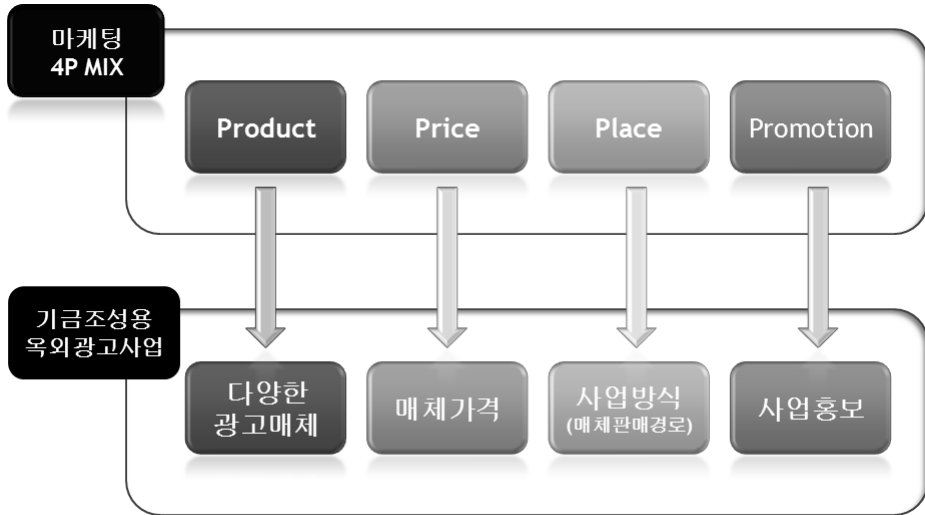 마케팅
4P MIX
Product
Price
Place
Promotion
기금조성용
옥외광고사업
다양한
광고매체
매체가격
사업방식
(매체판매경로)
사업홍보